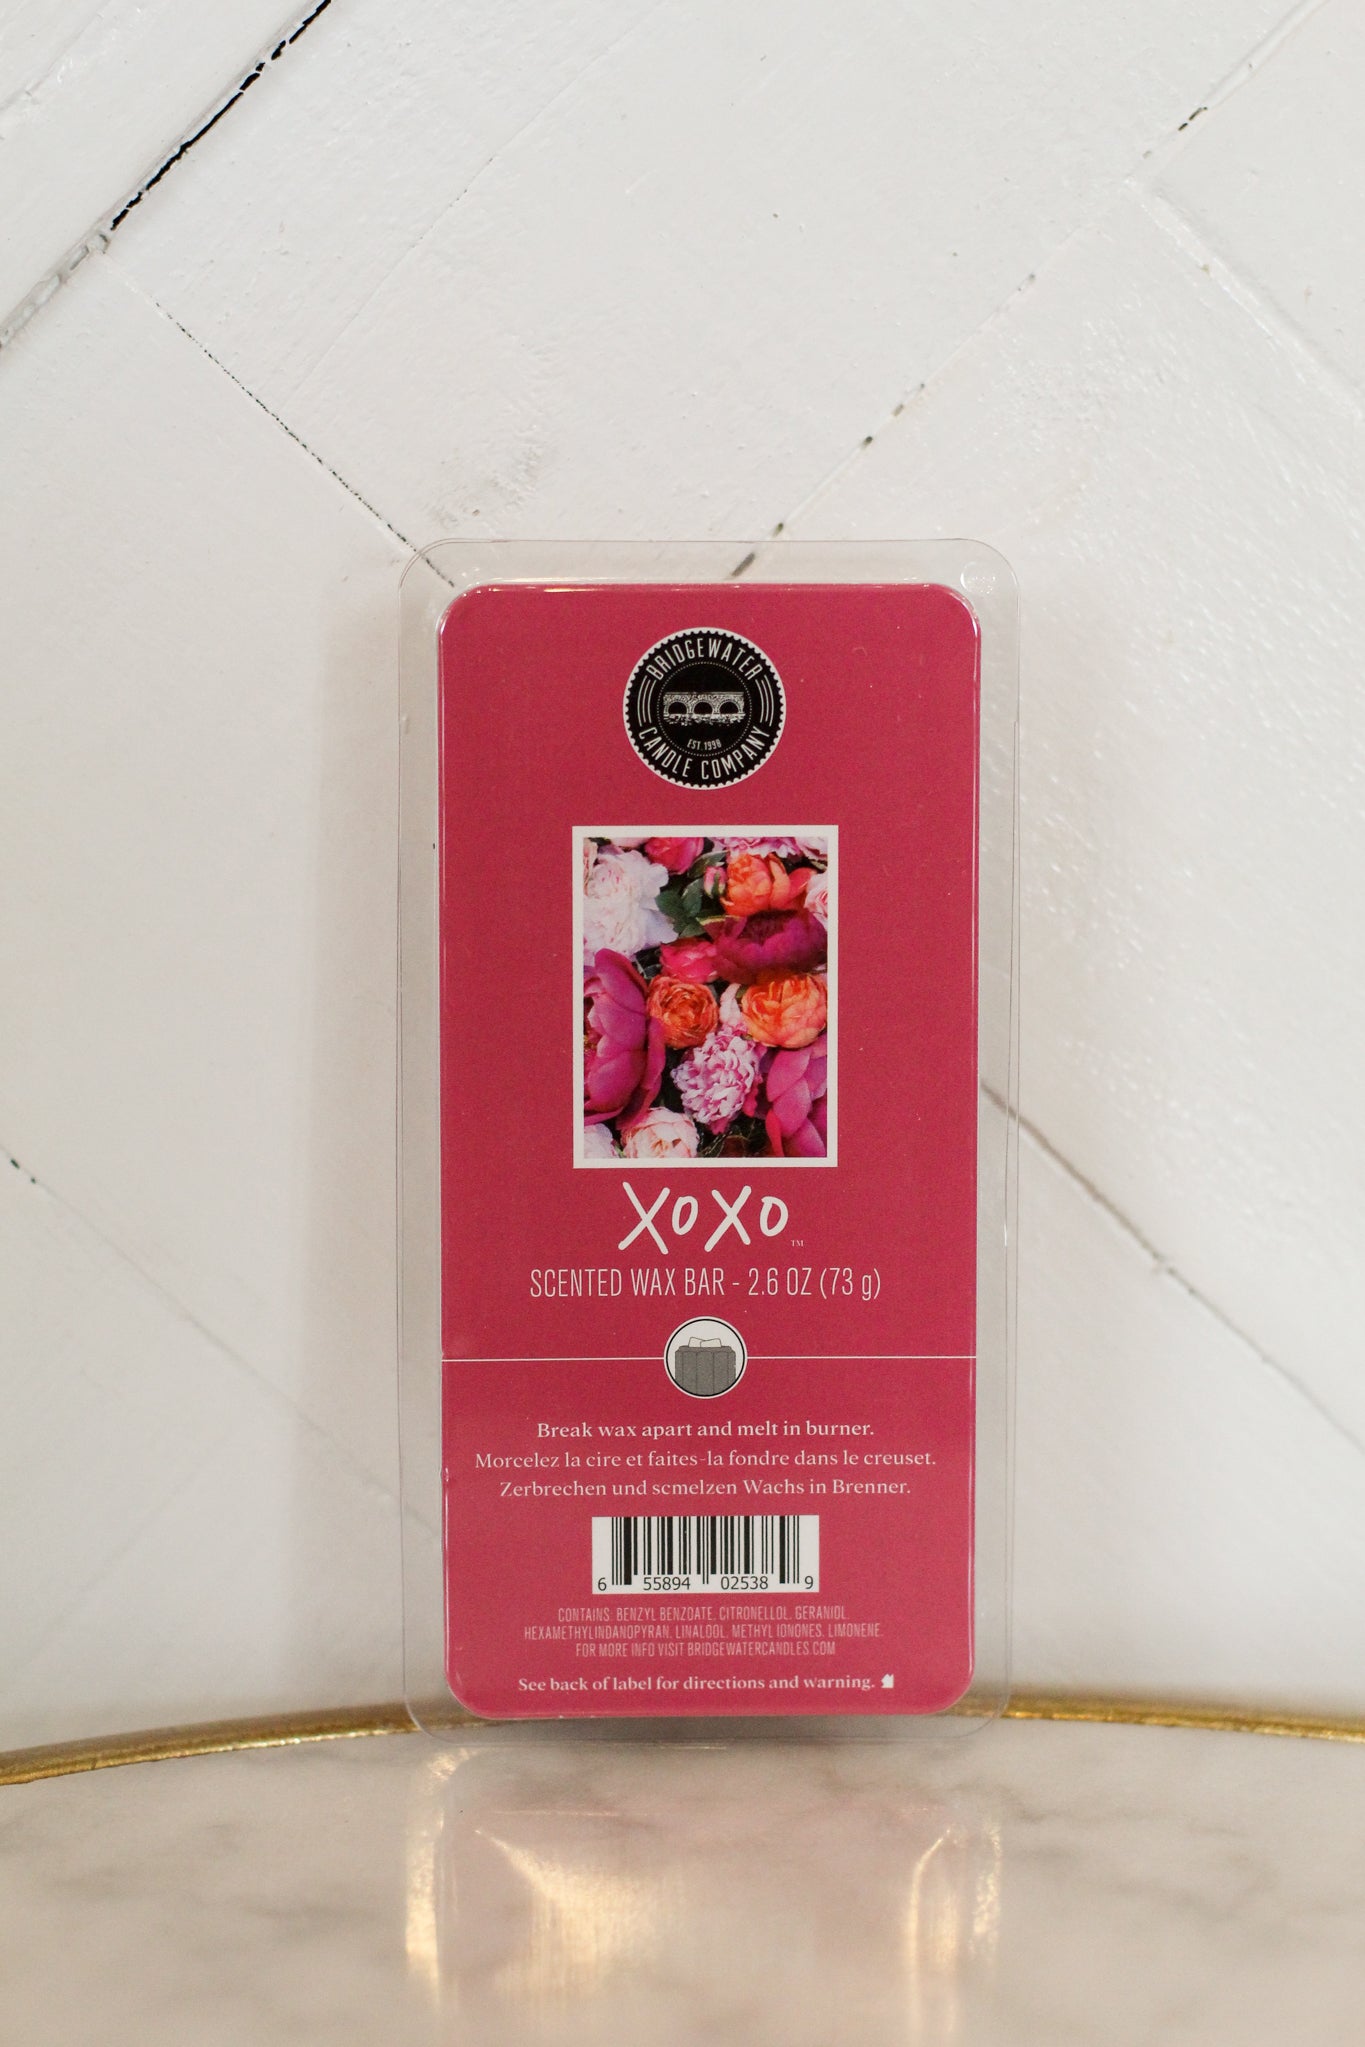 BRIDGEWATER
EST. 1998
CANDLE COMPANY
XOXO™
SCENTED WAX BAR - 2.6 OZ (73 g)
Break wax apart and melt in burner.
Morcelez la cire et faites-la fondre dans le creuset.
Zerbrechen und scmelzen Wachs in Brenner.
6 55894 02538 9
CONTAINS: BENZYL BENZOATE, CITRONELLOL, GERANIOL,
HEXAMETHYLINDANOPYRAN, LINALOOL, METHYL IONONES, LIMONENE.
FOR MORE INFO VISIT BRIDGEWATERCANDLES.COM
See back of label for directions and warning.